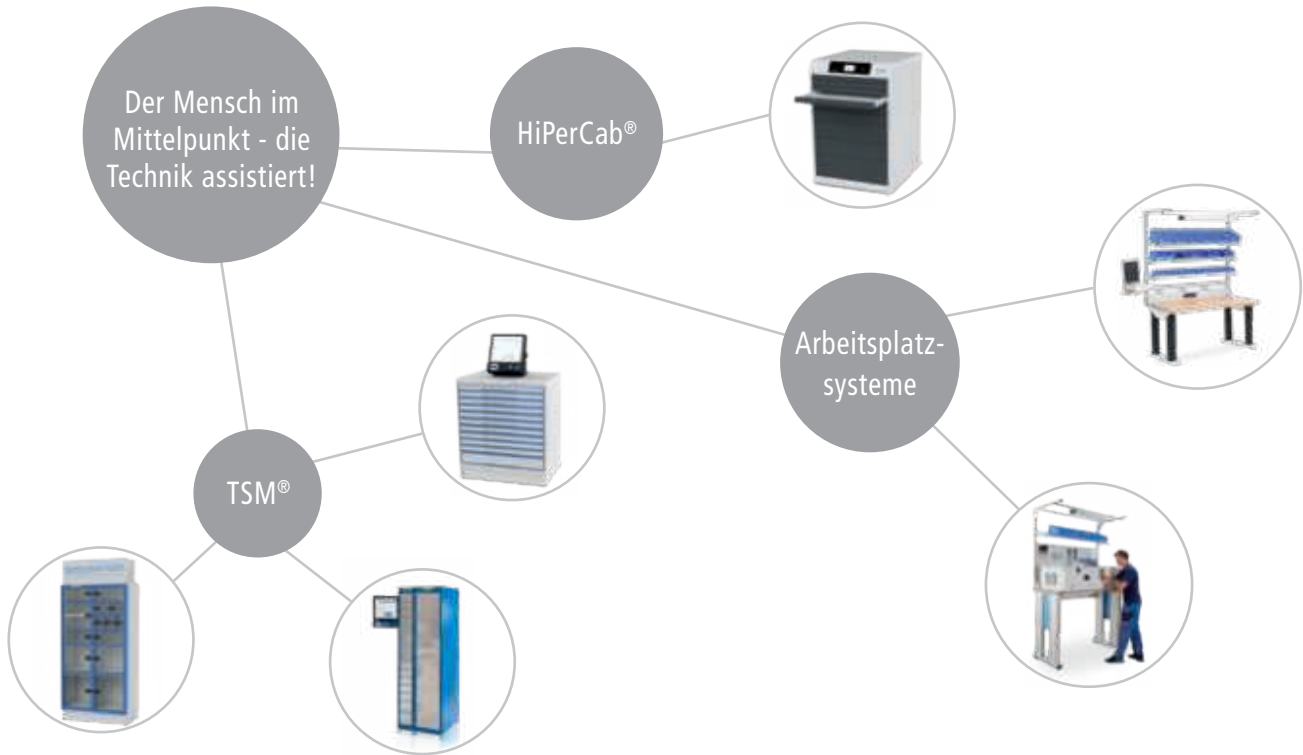 Der Mensch im
Mittelpunkt - die
Technik assistiert!
HiPerCab®
Arbeitsplatz-
systeme
TSM®